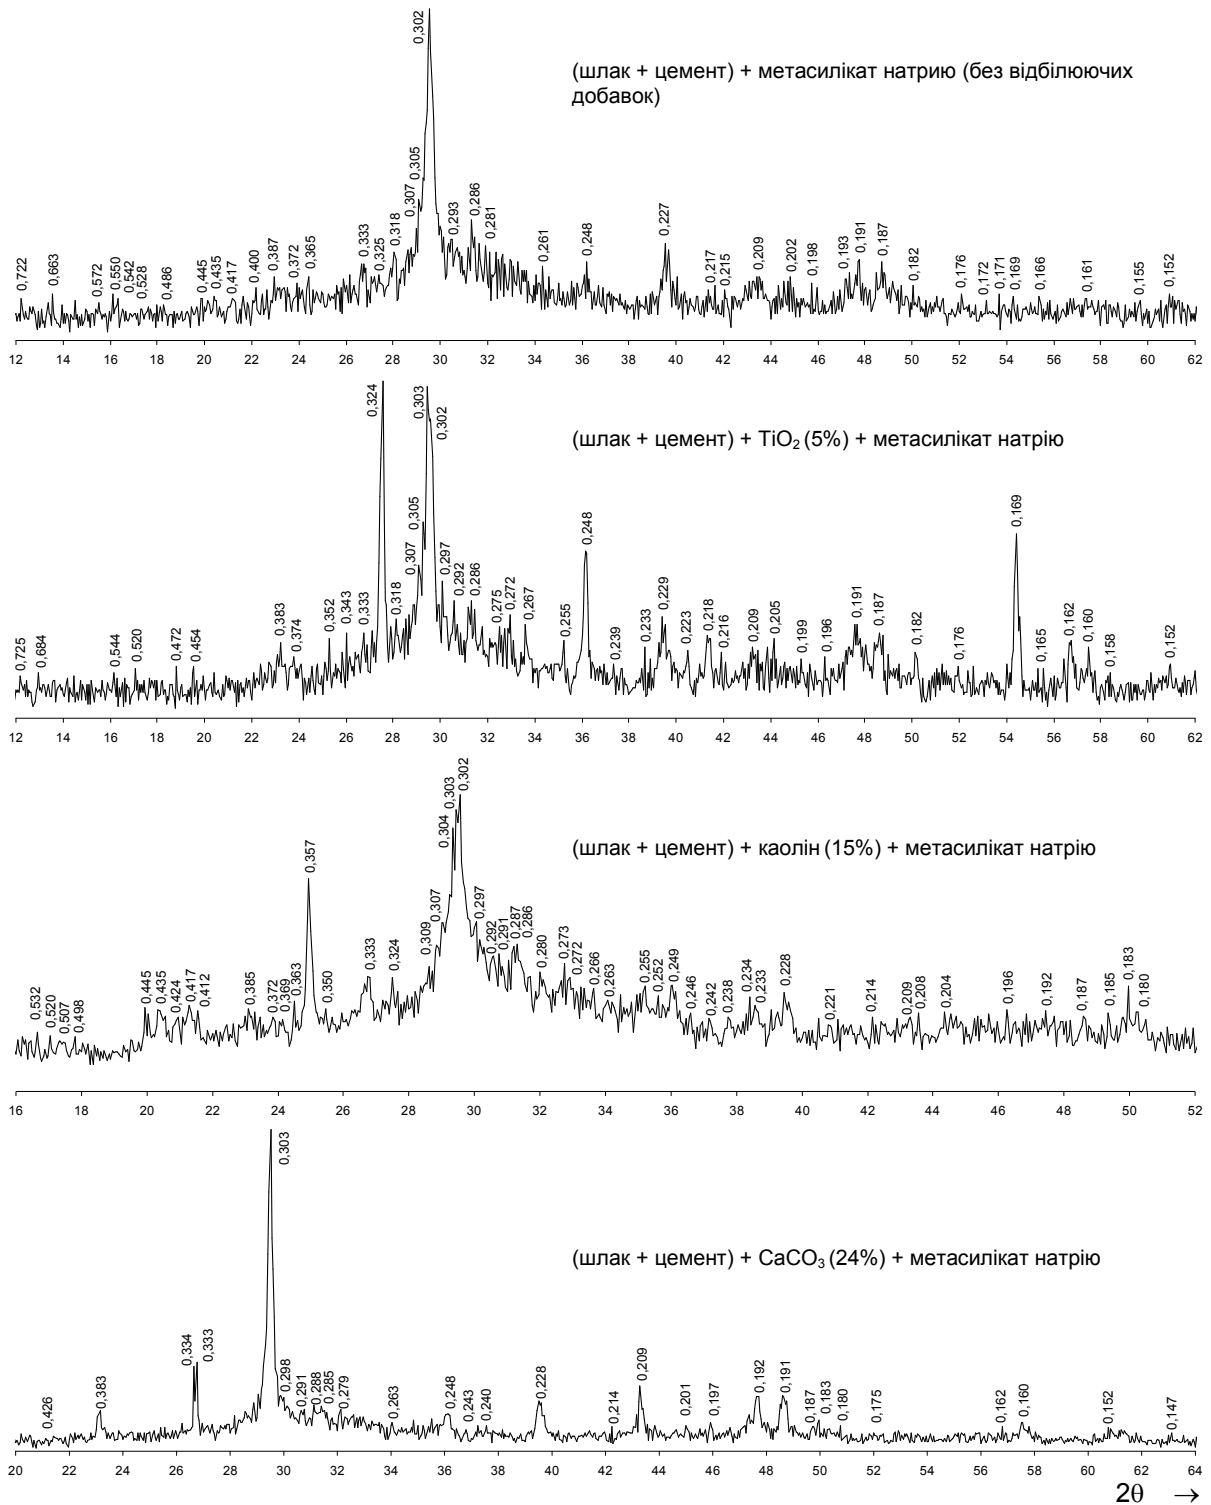 0,302
(шлак + цемент) + метасилікат натрию (без відбілюючих
добавок)
0,722 0,663 0,572 0,550 0,542 0,528 0,486 0,445 0,435 0,417 0,400 0,387 0,372 0,365 0,333 0,325 0,318 0,307 0,305 0,293 0,286 0,281 0,261 0,248 0,227 0,217 0,215 0,209 0,202 0,198 0,193 0,191 0,187 0,182 0,176 0,172 0,171 0,169 0,166 0,161 0,155 0,152
12 14 16 18 20 22 24 26 28 30 32 34 36 38 40 42 44 46 48 50 52 54 56 58 60 62
(шлак + цемент) + TiO2 (5%) + метасилікат натрію
0,725 0,684 0,544 0,520 0,472 0,454 0,383 0,374 0,352 0,343 0,333 0,324 0,318 0,307 0,305 0,303 0,302 0,297 0,292 0,286 0,275 0,272 0,267 0,255 0,248 0,239 0,233 0,229 0,223 0,218 0,216 0,209 0,205 0,199 0,196 0,191 0,187 0,182 0,176 0,169 0,165 0,162 0,160 0,158 0,152
12 14 16 18 20 22 24 26 28 30 32 34 36 38 40 42 44 46 48 50 52 54 56 58 60 62
(шлак + цемент) + каолін (15%) + метасилікат натрію
0,532 0,520 0,507 0,498 0,445 0,435 0,424 0,417 0,412 0,385 0,372 0,369 0,363 0,357 0,350 0,333 0,324 0,309 0,307 0,304 0,303 0,302 0,297 0,292 0,291 0,287 0,286 0,280 0,273 0,272 0,266 0,263 0,255 0,252 0,249 0,246 0,242 0,238 0,234 0,233 0,228 0,221 0,214 0,209 0,208 0,204 0,196 0,192 0,187 0,185 0,183 0,180
16 18 20 20 22 24 26 28 30 32 34 36 38 40 42 44 46 48 50 52
(шлак + цемент) + CaCO3 (24%) + метасилікат натрію
0,426 0,383 0,334 0,333 0,303 0,298 0,291 0,288 0,285 0,279 0,263 0,248 0,243 0,240 0,228 0,214 0,209 0,201 0,197 0,192 0,191 0,187 0,183 0,180 0,175 0,162 0,160 0,152 0,147
20 22 24 26 28 30 32 34 36 38 40 42 44 46 48 50 52 54 56 58 60 62 64
2θ →